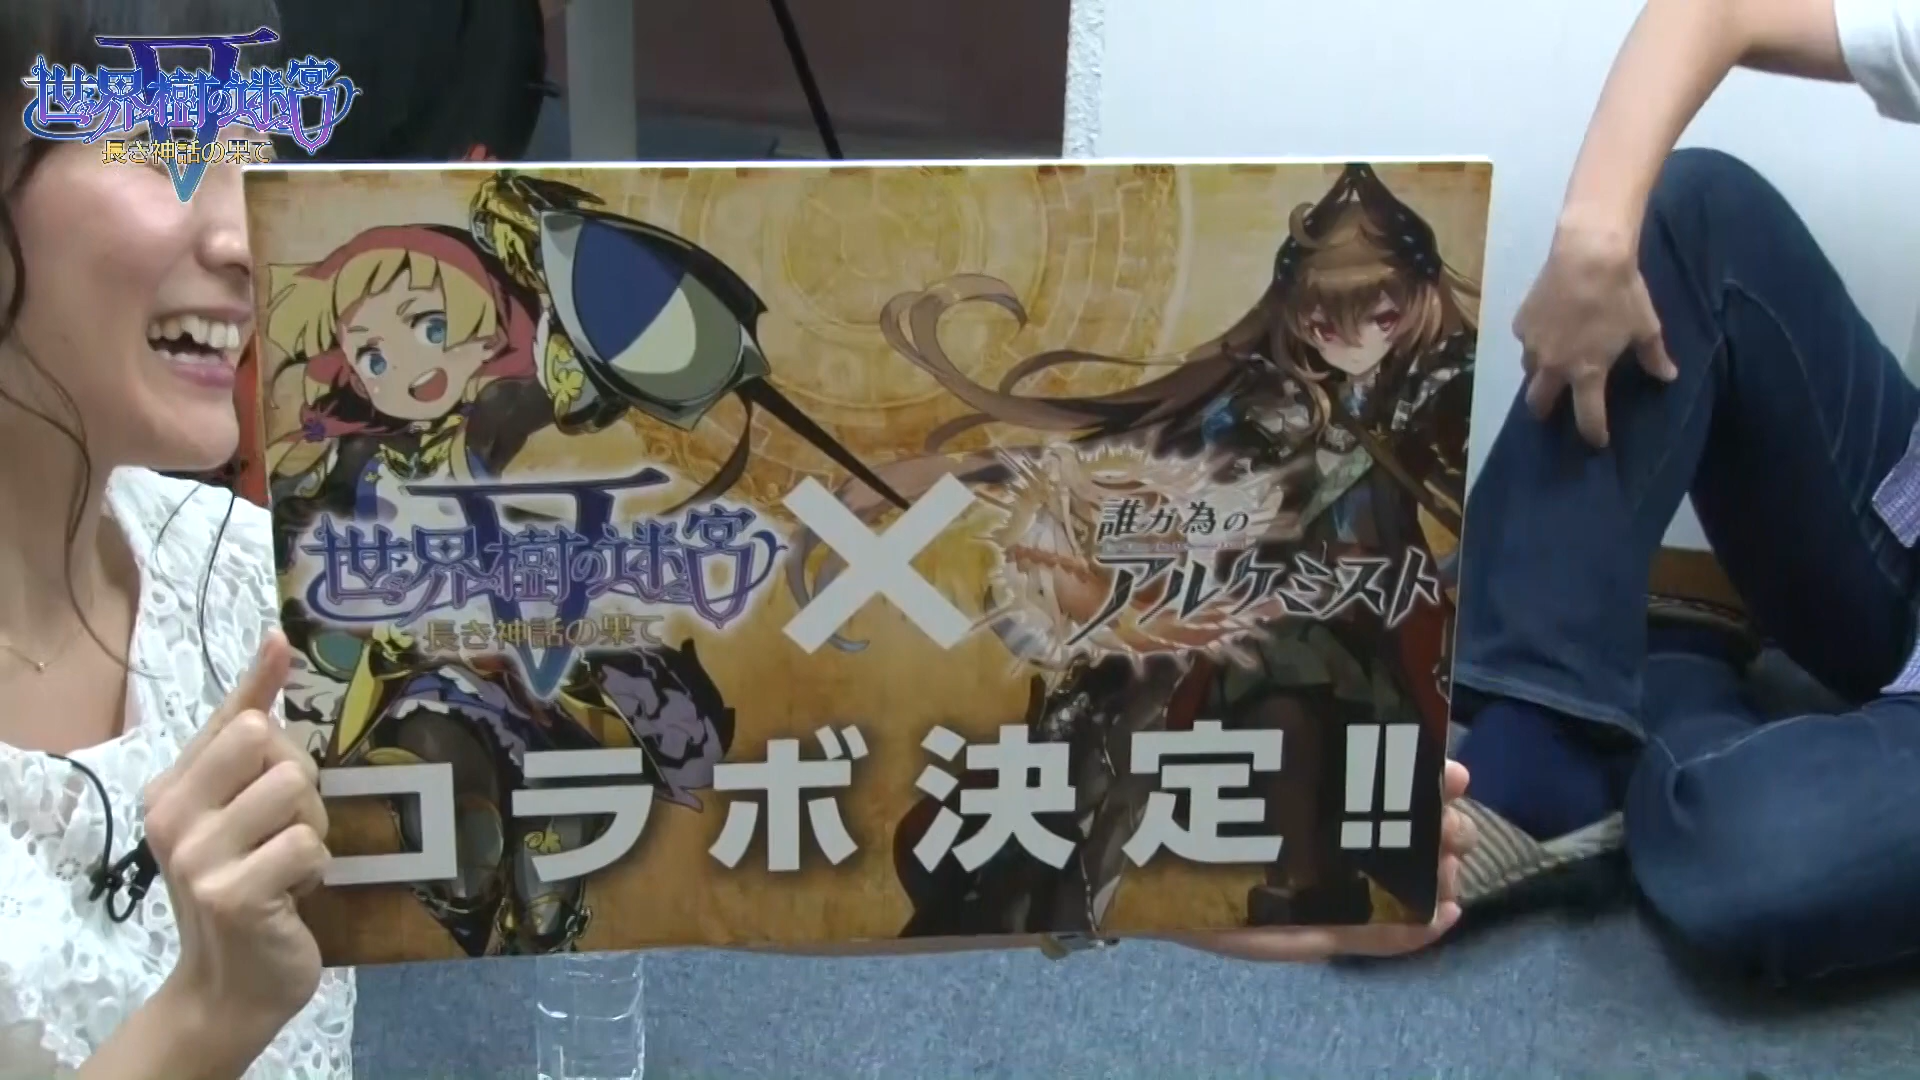 世界樹の迷宮V
長き神話の果て
世界樹の迷宮V
長き神話の果て
×
誰ガ為の
アルケミスト
コラボ決定!!